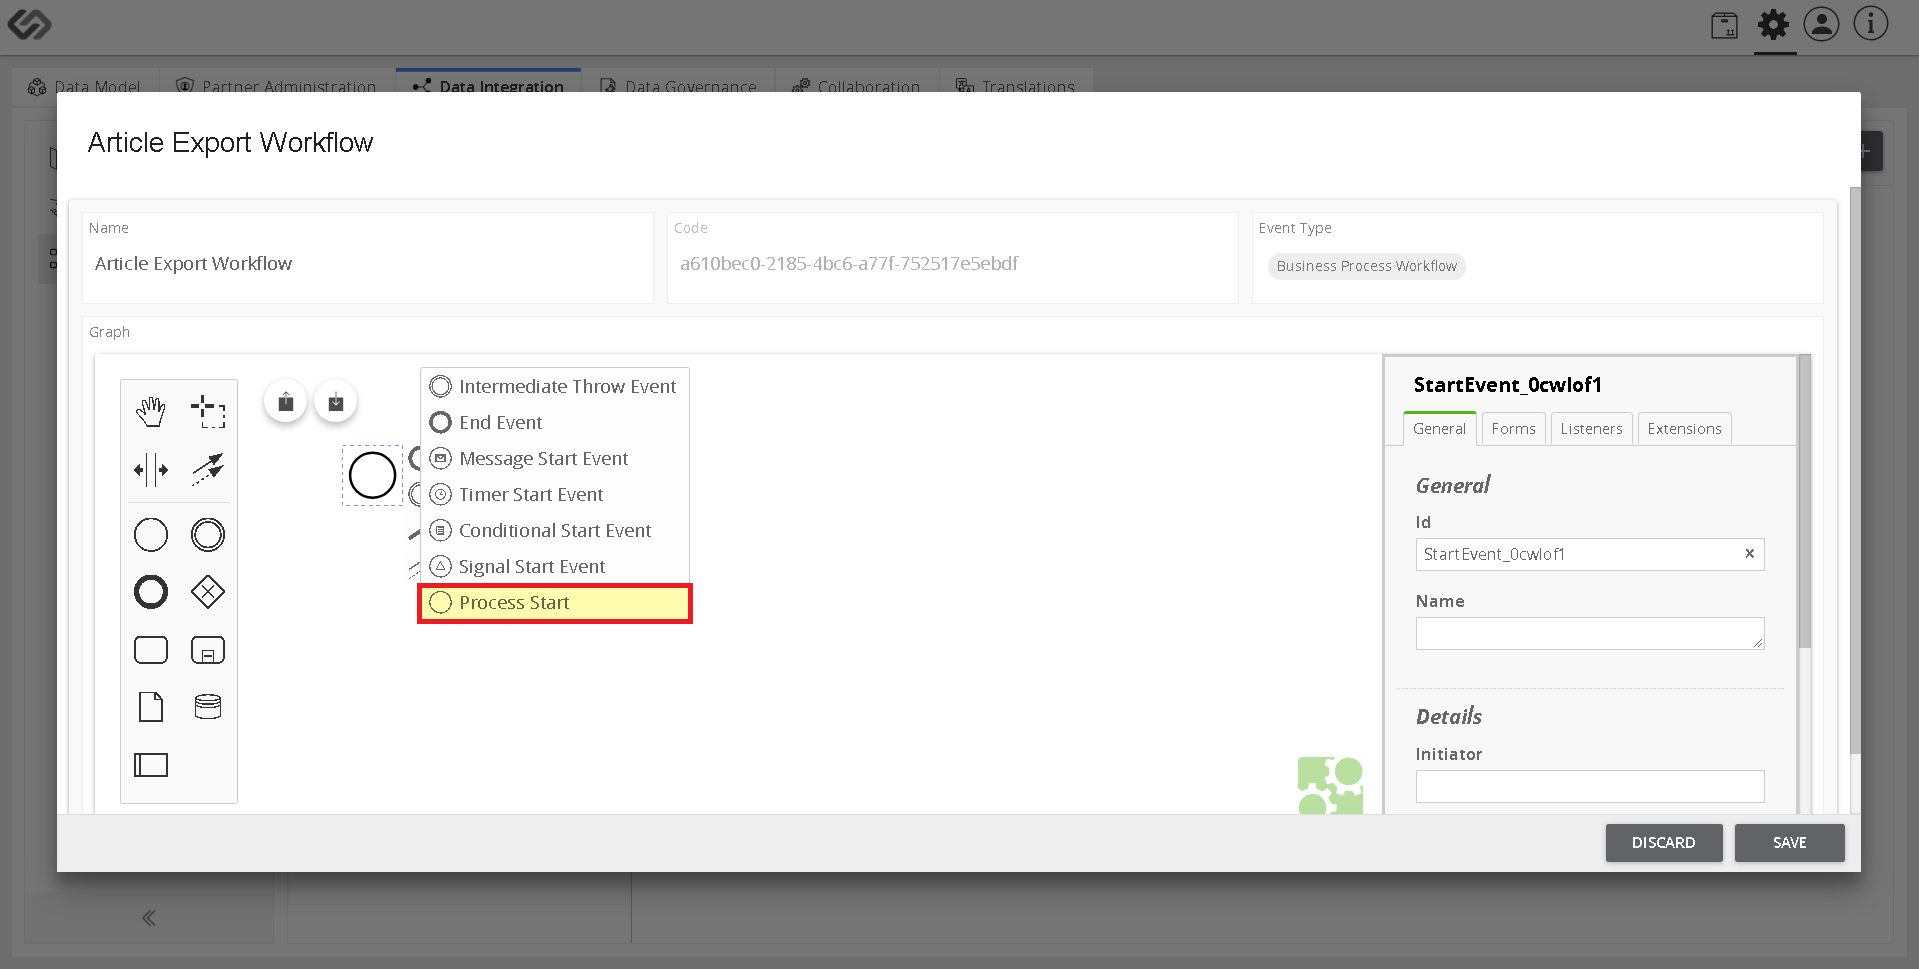 Data Model
Partner Administration
Data Integration
Data Governance
Collaboration
Translations
Article Export Workflow
Name
Article Export Workflow
Code
a610bec0-2185-4bc6-a77f-752517e5ebdf
Event Type
Business Process Workflow
Graph
Intermediate Throw Event
End Event
Message Start Event
Timer Start Event
Conditional Start Event
Signal Start Event
Process Start
StartEvent_0cwlof1
General
Forms
Listeners
Extensions
General
Id
StartEvent_0cwlof1
Name
Details
Initiator
DISCARD
SAVE